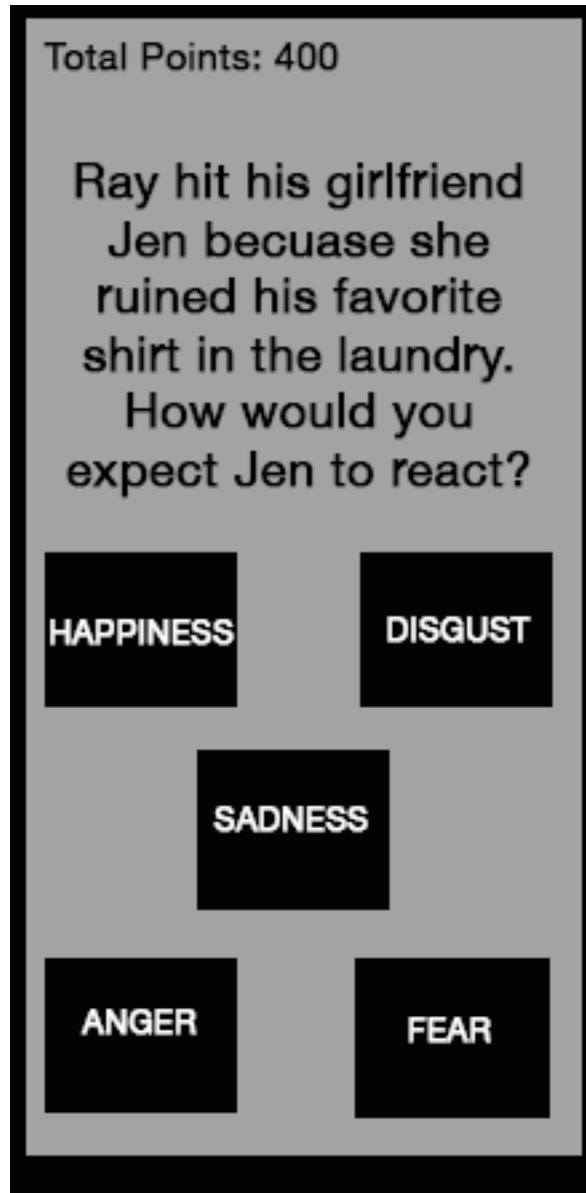 Total Points: 400
Ray hit his girlfriend
Jen becuase she
ruined his favorite
shirt in the laundry.
How would you
expect Jen to react?
HAPPINESS
DISGUST
SADNESS
ANGER
FEAR